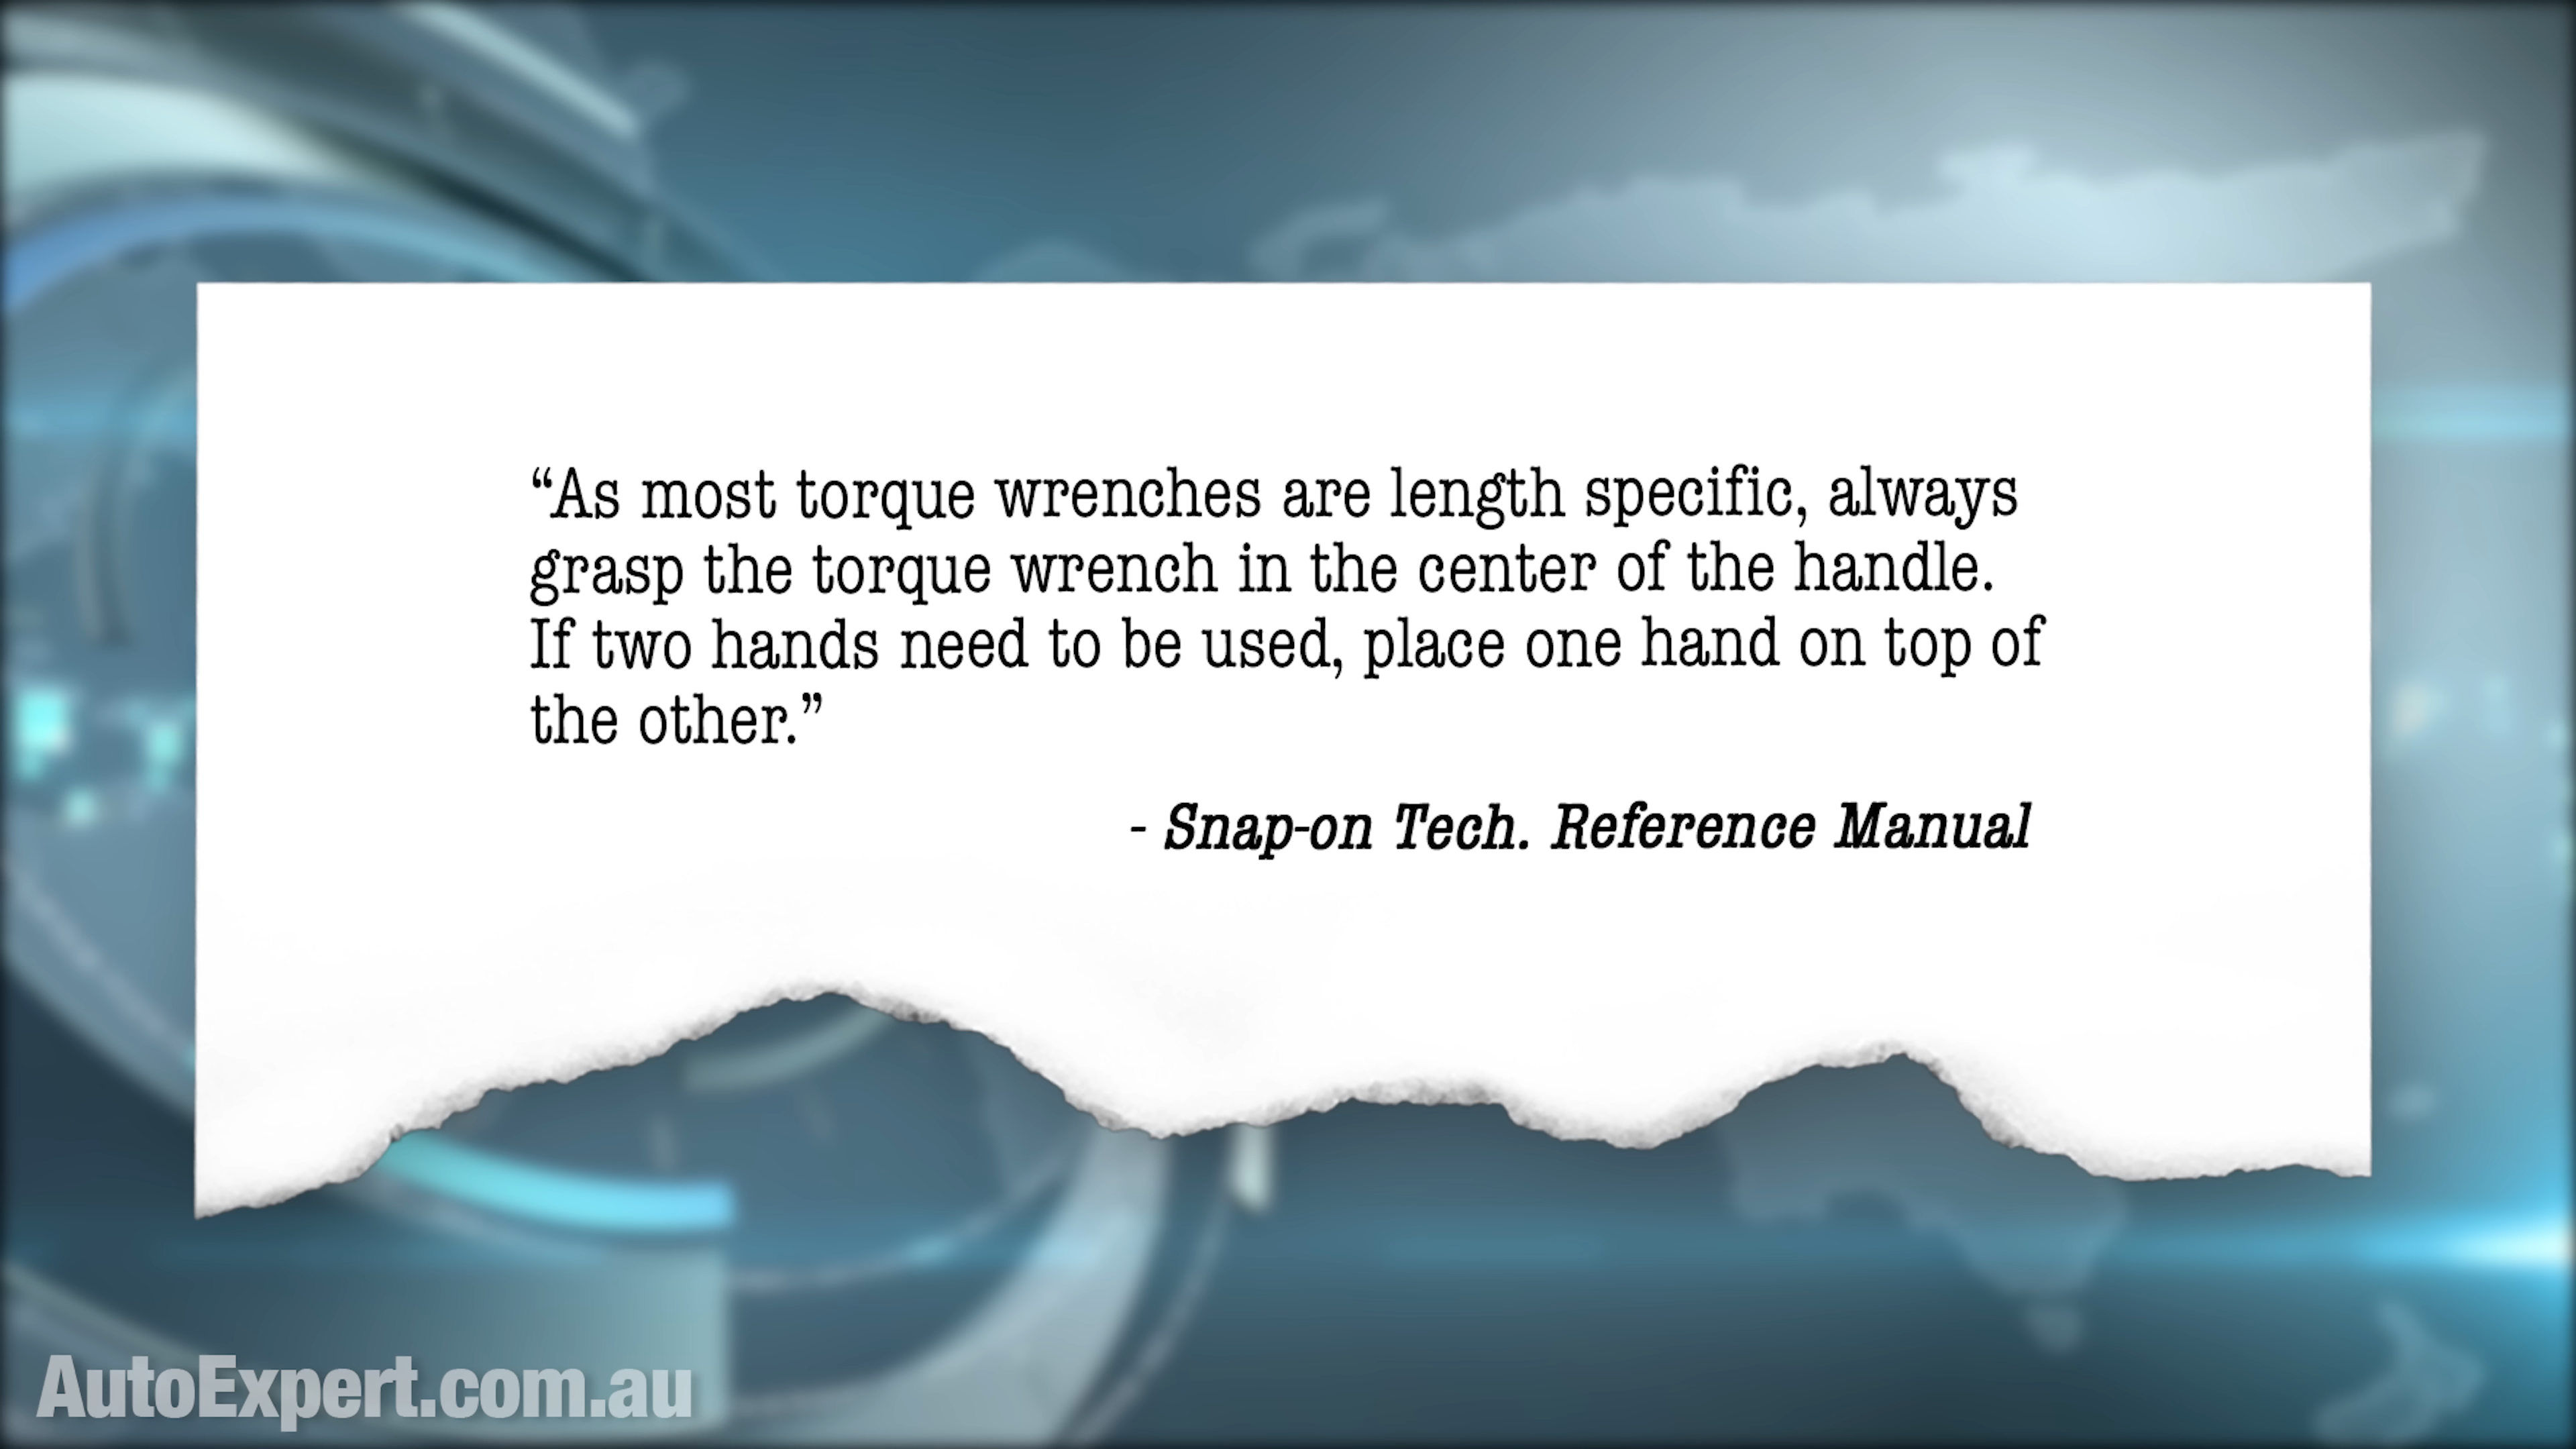 “As most torque wrenches are length specific, always
grasp the torque wrench in the center of the handle.
If two hands need to be used, place one hand on top of
the other.”
- Snap-on Tech. Reference Manual
AutoExpert.com.au